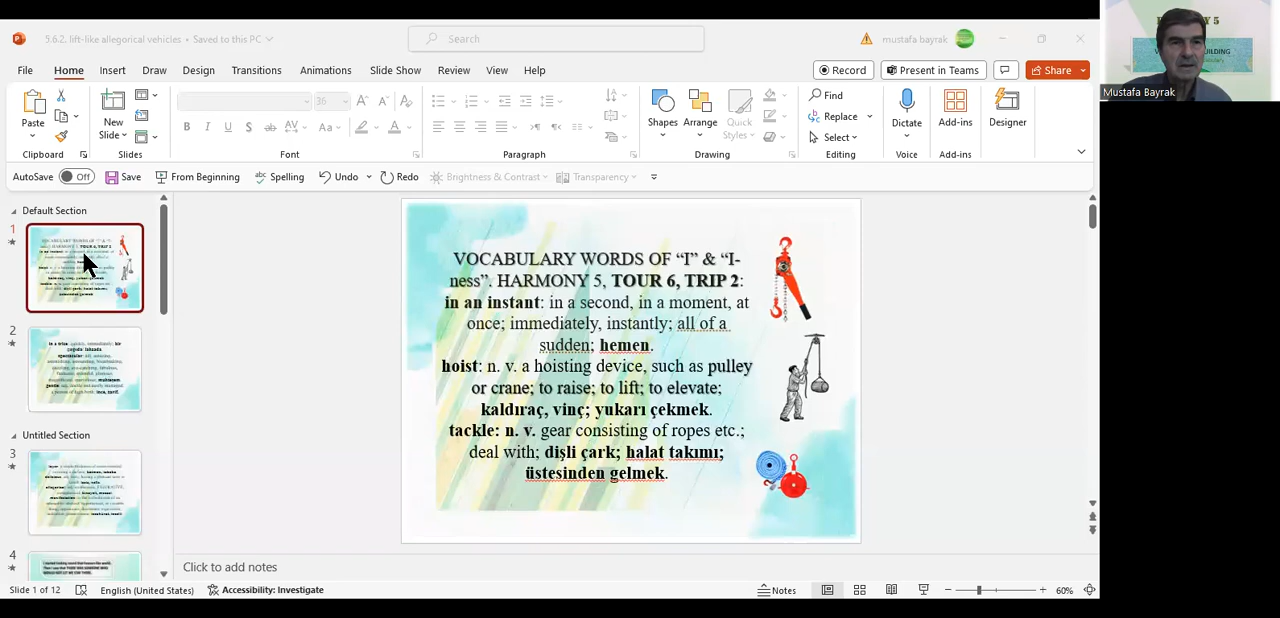 5.6.2. lift-like allegorical vehicles • Saved to this PC
Search
mustafa bayrak
File Home Insert Draw Design Transitions Animations Slide Show Review View Help
Record
Present in Teams
Share
Paste
New
Slide
36
Shapes
Arrange
Quick
Styles
Find
Replace
Select
Dictate
Add-ins
Designer
Clipboard
Slides
Font
Paragraph
Drawing
Editing
Voice
Add-ins
AutoSave Off Save From Beginning Spelling Undo Redo Brightness & Contrast Transparency
Default Section
1
2
Untitled Section
3
4
VOCABULARY WORDS OF “I” & “I-
ness”: HARMONY 5, TOUR 6, TRIP 2:
in an instant: in a second, in a moment, at
once; immediately, instantly; all of a
sudden; hemen.
hoist: n. v. a hoisting device, such as pulley
or crane; to raise; to lift; to elevate;
kaldıraç, vinç; yukarı çekmek.
tackle: n. v. gear consisting of ropes etc.;
deal with; dişli çark; halat takımı;
üstesinden gelmek.
Click to add notes
Slide 1 of 12 English (United States) Accessibility: Investigate Notes 60%
Mustafa Bayrak